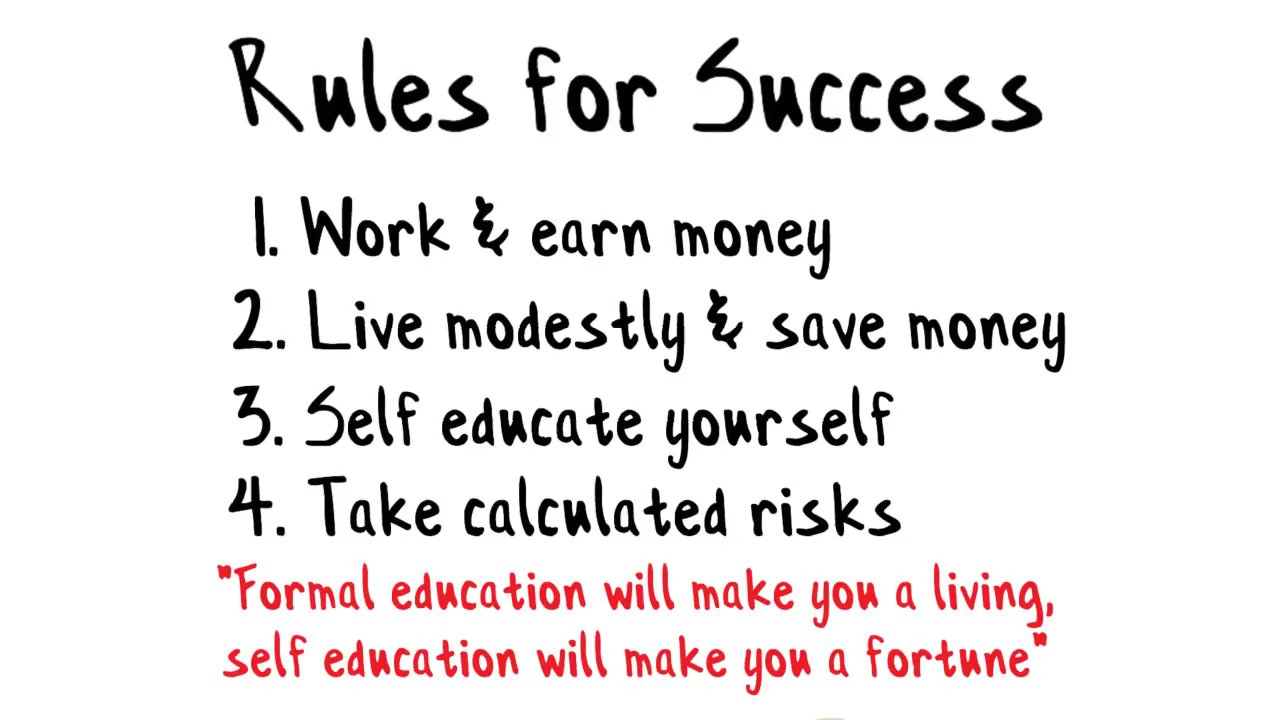 Rules for Success
1. Work & earn money
2. Live modestly & save money
3. Self educate yourself
4. Take calculated risks
"Formal education will make you a living,
self education will make you a fortune"